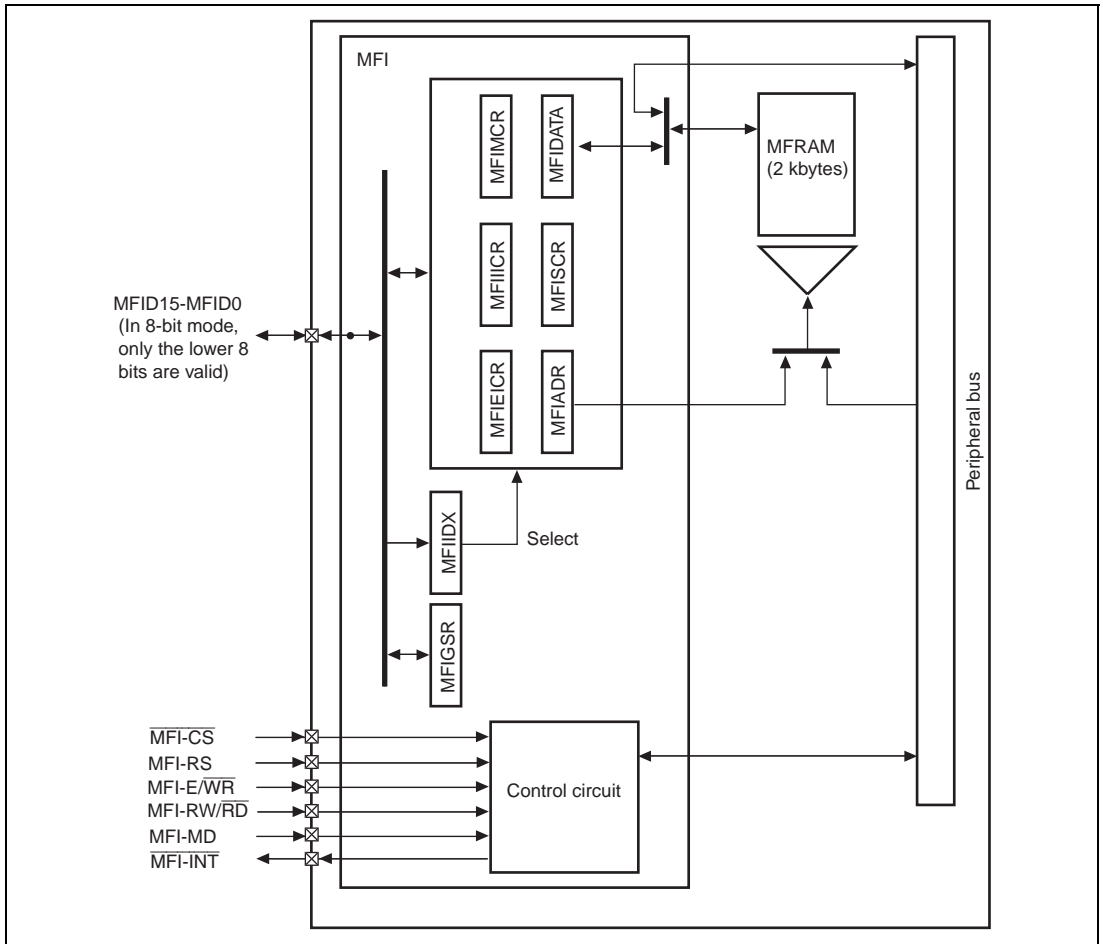 MFI
MFIMCR
MFIDATA
MFRAM
(2 kbytes)
MFIIICR
MFISCR
MFID15-MFID0
(In 8-bit mode,
only the lower 8
bits are valid)
MFIEICR
MFIADR
Peripheral bus
MFIIDX
Select
MFIGSR
MFI-CS
MFI-RS
MFI-E/WR
MFI-RW/RD
MFI-MD
MFI-INT
Control circuit